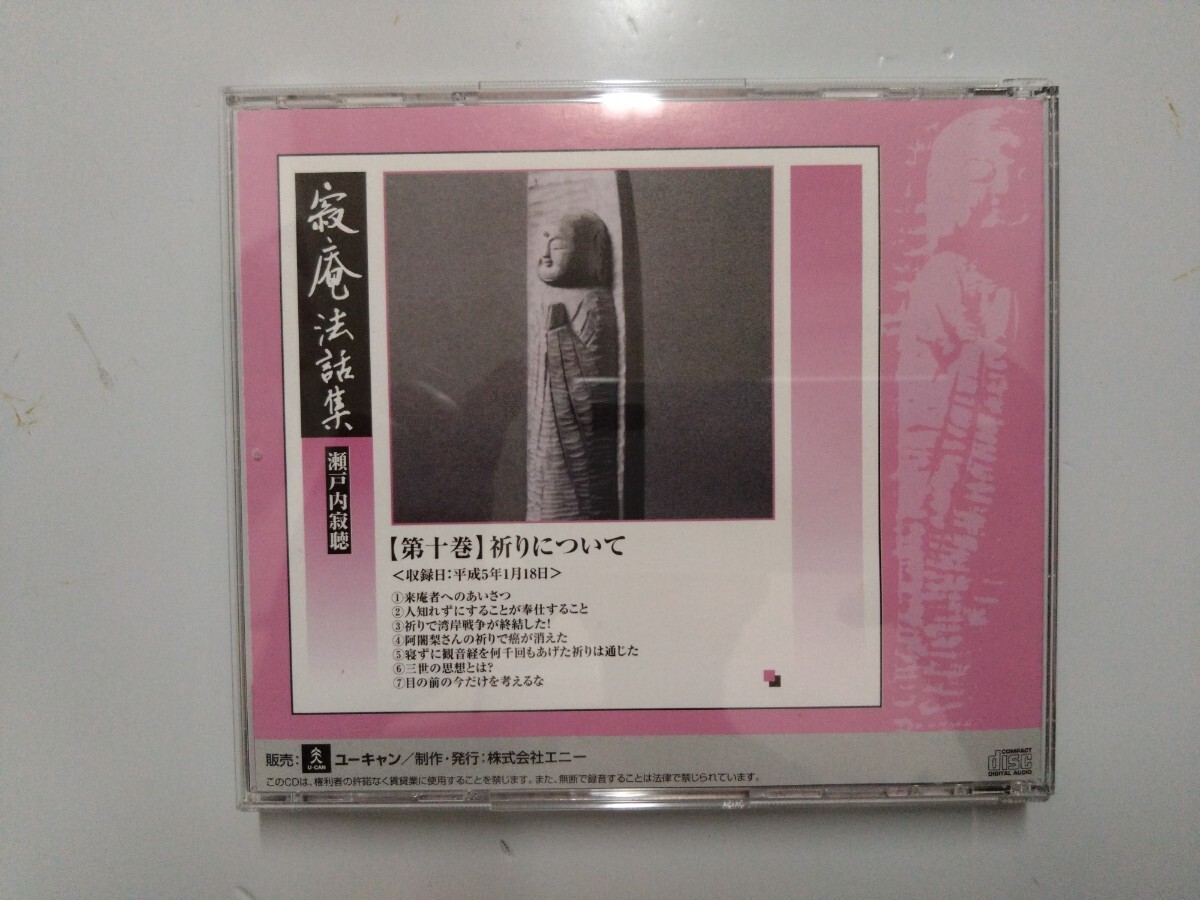 寂庵法話集
瀬戸内寂聴
【第十巻】祈りについて
＜収録日：平成5年1月18日＞
①来庵者へのあいさつ
②人知れずにすることが奉仕すること
③祈りで湾岸戦争が終結した！
④阿闍梨さんの祈りで癌が消えた
⑤寝ずに観音経を何千回もあげた祈りは通じた
⑥三世の思想とは？
⑦目の前の今だけを考えるな
販売： U-CAN ユーキャン／制作・発行：株式会社エニー
このCDは、権利者の許諾なく賃貸業に使用することを禁じます。また、無断で録音することは法律で禁じられています。
COMPACT
disc
DIGITAL AUDIO